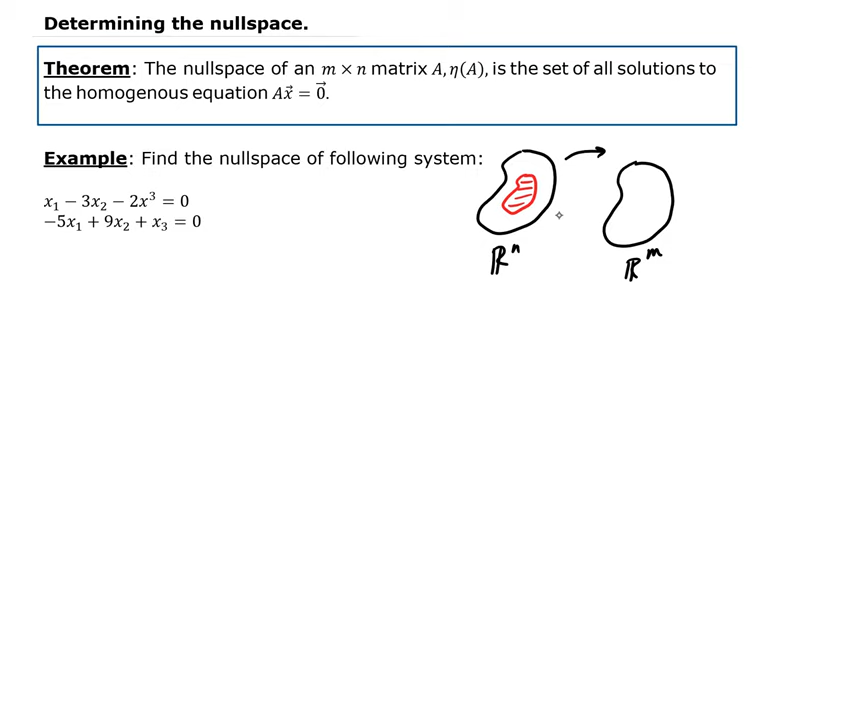 Determining the nullspace.
Theorem: The nullspace of an m × n matrix A, η(A), is the set of all solutions to
the homogenous equation Ax⃗ = 0⃗.
Example: Find the nullspace of following system:
x₁ − 3x₂ − 2x³ = 0
−5x₁ + 9x₂ + x₃ = 0
ℝⁿ
ℝᵐ